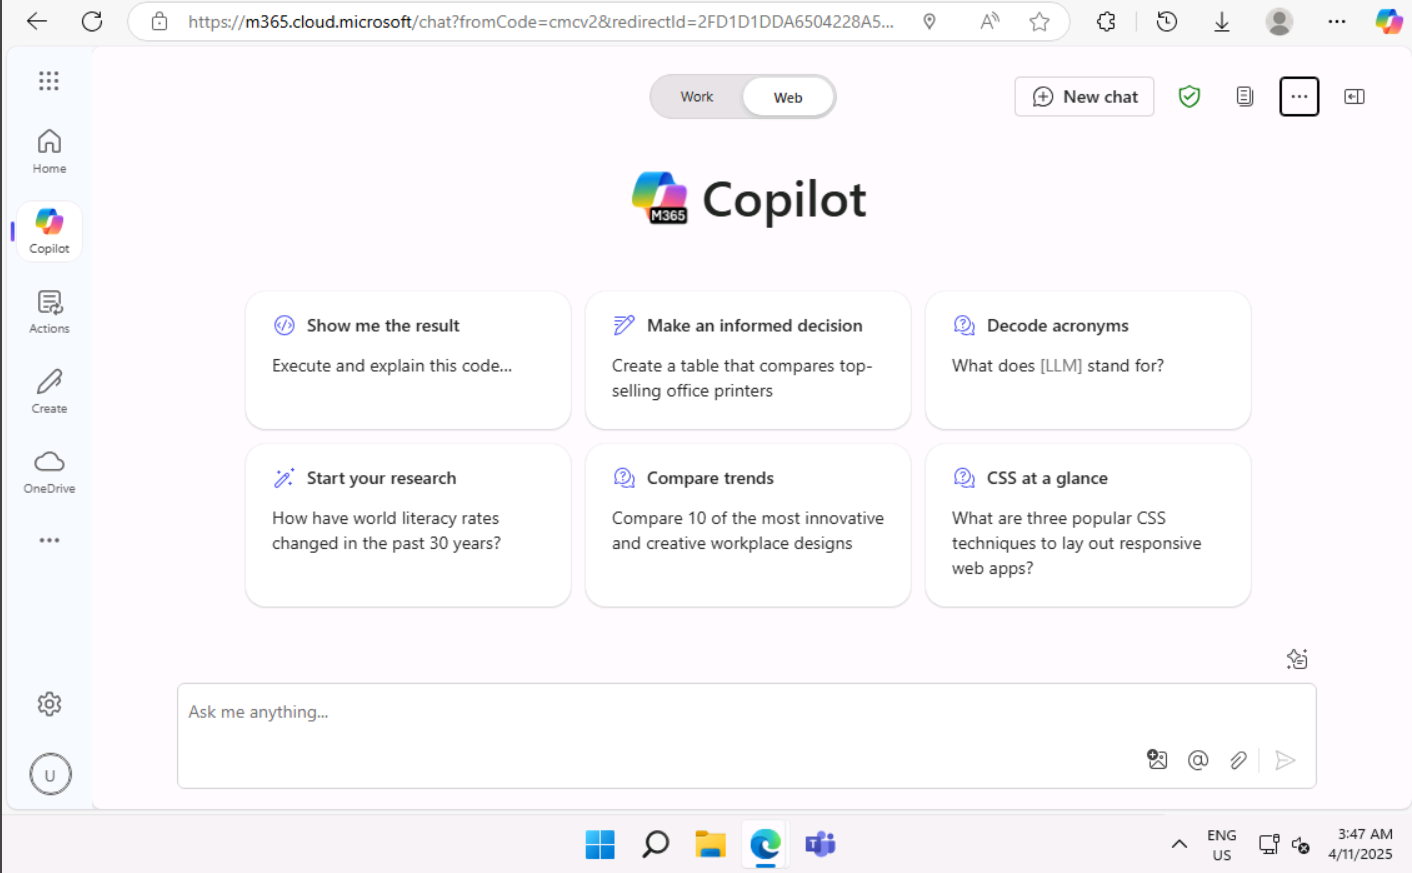 https://m365.cloud.microsoft/chat?fromCode=cmcv2&redirectId=2FD1D1DDA6504228A5...
Work
Web
New chat
Home
Copilot
Actions
Create
OneDrive
U
M365
Copilot
Show me the result
Execute and explain this code...
Make an informed decision
Create a table that compares top-
selling office printers
Decode acronyms
What does [LLM] stand for?
Start your research
How have world literacy rates
changed in the past 30 years?
Compare trends
Compare 10 of the most innovative
and creative workplace designs
CSS at a glance
What are three popular CSS
techniques to lay out responsive
web apps?
Ask me anything...
ENG
US
3:47 AM
4/11/2025